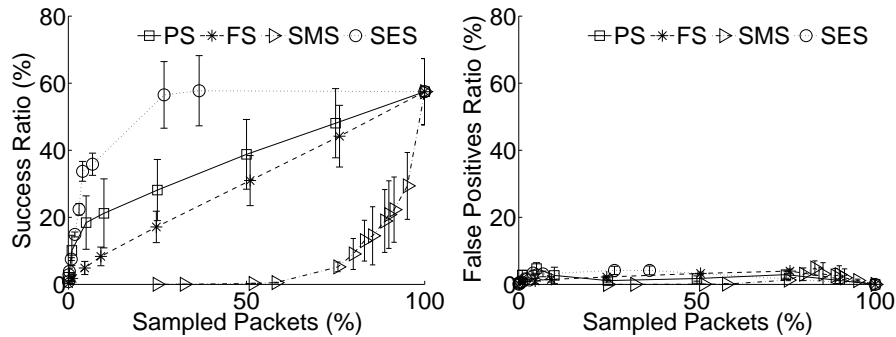 80
60
40
20
0
Success Ratio (%)
PS FS SMS SES
0 50 100
Sampled Packets (%)
80
60
40
20
0
False Positives Ratio (%)
PS FS SMS SES
0 50 100
Sampled Packets (%)